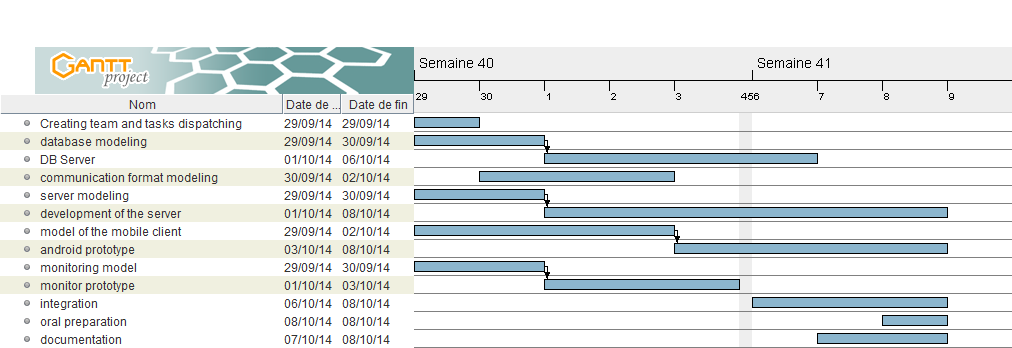 GANTT
project
Semaine 40
Semaine 41
29 30 1 2 3 4 5 6 7 8 9
Nom Date de ... Date de fin
Creating team and tasks dispatching 29/09/14 29/09/14
database modeling 29/09/14 30/09/14
DB Server 01/10/14 06/10/14
communication format modeling 30/09/14 02/10/14
server modeling 29/09/14 30/09/14
development of the server 01/10/14 08/10/14
model of the mobile client 29/09/14 02/10/14
android prototype 03/10/14 08/10/14
monitoring model 29/09/14 30/09/14
monitor prototype 01/10/14 03/10/14
integration 06/10/14 08/10/14
oral preparation 08/10/14 08/10/14
documentation 07/10/14 08/10/14